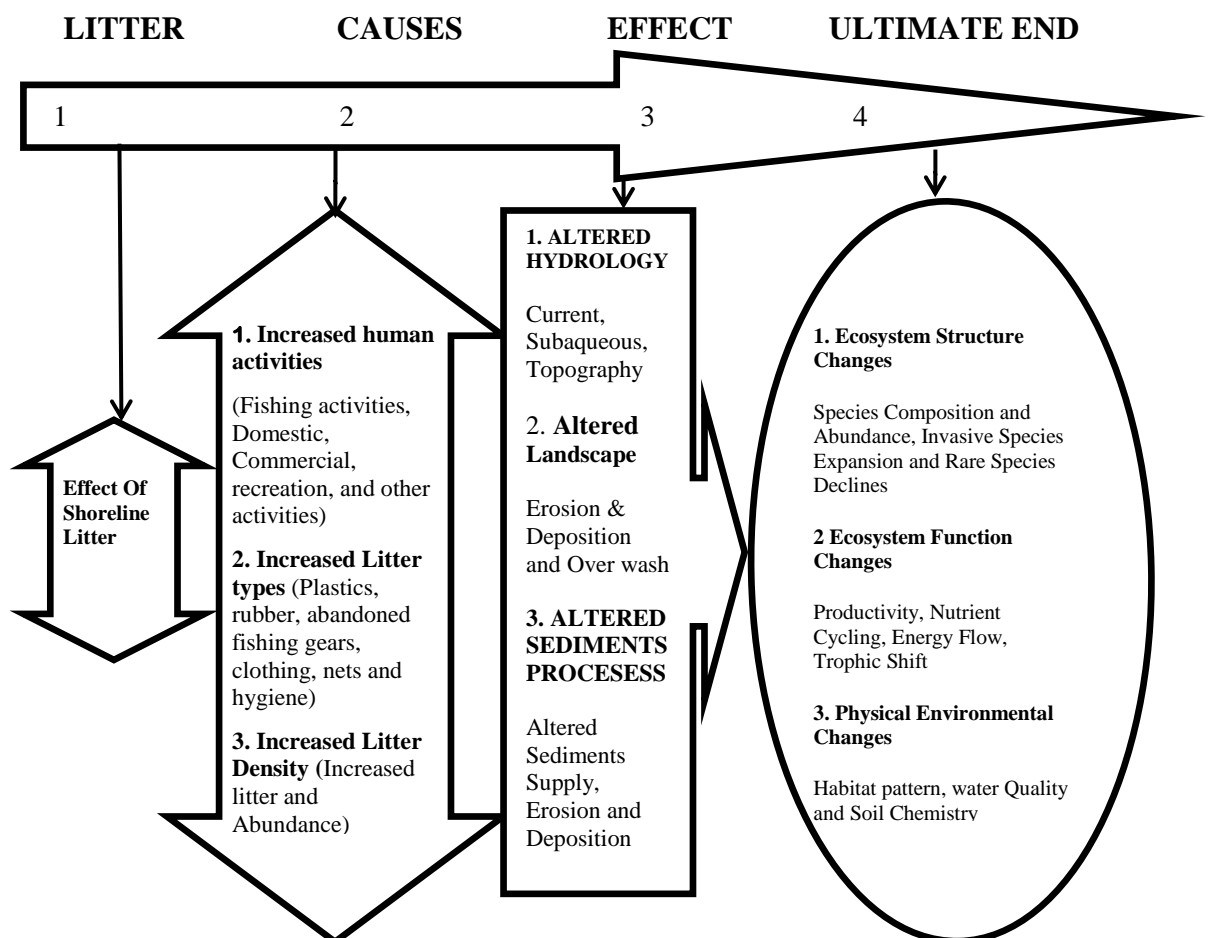 LITTER CAUSES EFFECT ULTIMATE END
1 2 3 4
Effect Of
Shoreline
Litter
1. Increased human
activities
(Fishing activities,
Domestic,
Commercial,
recreation, and other
activities)
2. Increased Litter
types (Plastics,
rubber, abandoned
fishing gears,
clothing, nets and
hygiene)
3. Increased Litter
Density (Increased
litter and
Abundance)
1. ALTERED
HYDROLOGY
Current,
Subaqueous,
Topography
2. Altered
Landscape
Erosion &
Deposition
and Over wash
3. ALTERED
SEDIMENTS
PROCESESS
Altered
Sediments
Supply,
Erosion and
Deposition
1. Ecosystem Structure
Changes
Species Composition and
Abundance, Invasive Species
Expansion and Rare Species
Declines
2 Ecosystem Function
Changes
Productivity, Nutrient
Cycling, Energy Flow,
Trophic Shift
3. Physical Environmental
Changes
Habitat pattern, water Quality
and Soil Chemistry